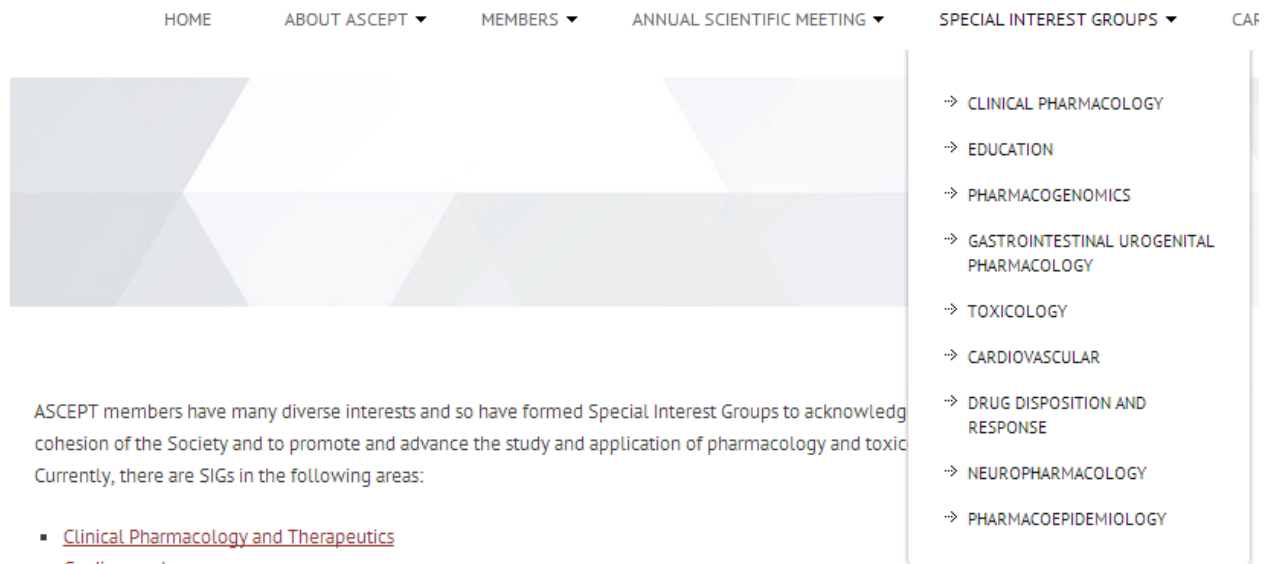 HOME ABOUT ASCEPT MEMBERS ANNUAL SCIENTIFIC MEETING SPECIAL INTEREST GROUPS
CLINICAL PHARMACOLOGY
EDUCATION
PHARMACOGENOMICS
GASTROINTESTINAL UROGENITAL
PHARMACOLOGY
TOXICOLOGY
CARDIOVASCULAR
DRUG DISPOSITION AND
RESPONSE
NEUROPHARMACOLOGY
PHARMACOEPIDEMIOLOGY
ASCEPT members have many diverse interests and so have formed Special Interest Groups to acknowledg
cohesion of the Society and to promote and advance the study and application of pharmacology and toxic
Currently, there are SIGs in the following areas:
Clinical Pharmacology and Therapeutics